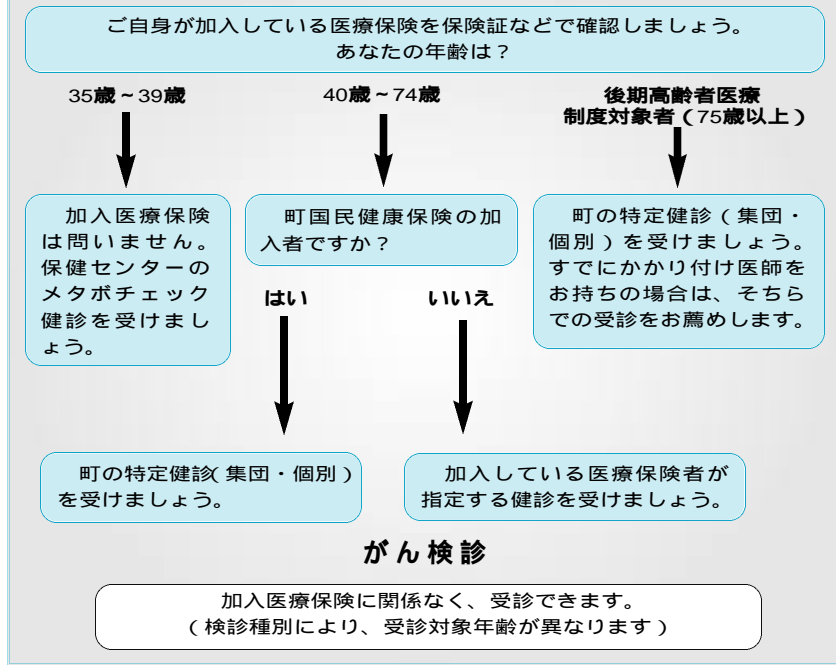 ご自身が加入している医療保険を保険証などで確認しましょう。
あなたの年齢は？
35歳～39歳
40歳～74歳
後期高齢者医療
制度対象者（75歳以上）
加入医療保険
は問いません。
保健センターの
メタボチェック
健診を受けまし
ょう。
町国民健康保険の加
入者ですか？
町の特定健診（集団・
個別）を受けましょう。
すでにかかり付け医師を
お持ちの場合は、そちら
での受診をお薦めします。
はい
いいえ
町の特定健診（集団・個別）
を受けましょう。
加入している医療保険者が
指定する健診を受けましょう。
がん検診
加入医療保険に関係なく、受診できます。
（検診種別により、受診対象年齢が異なります）